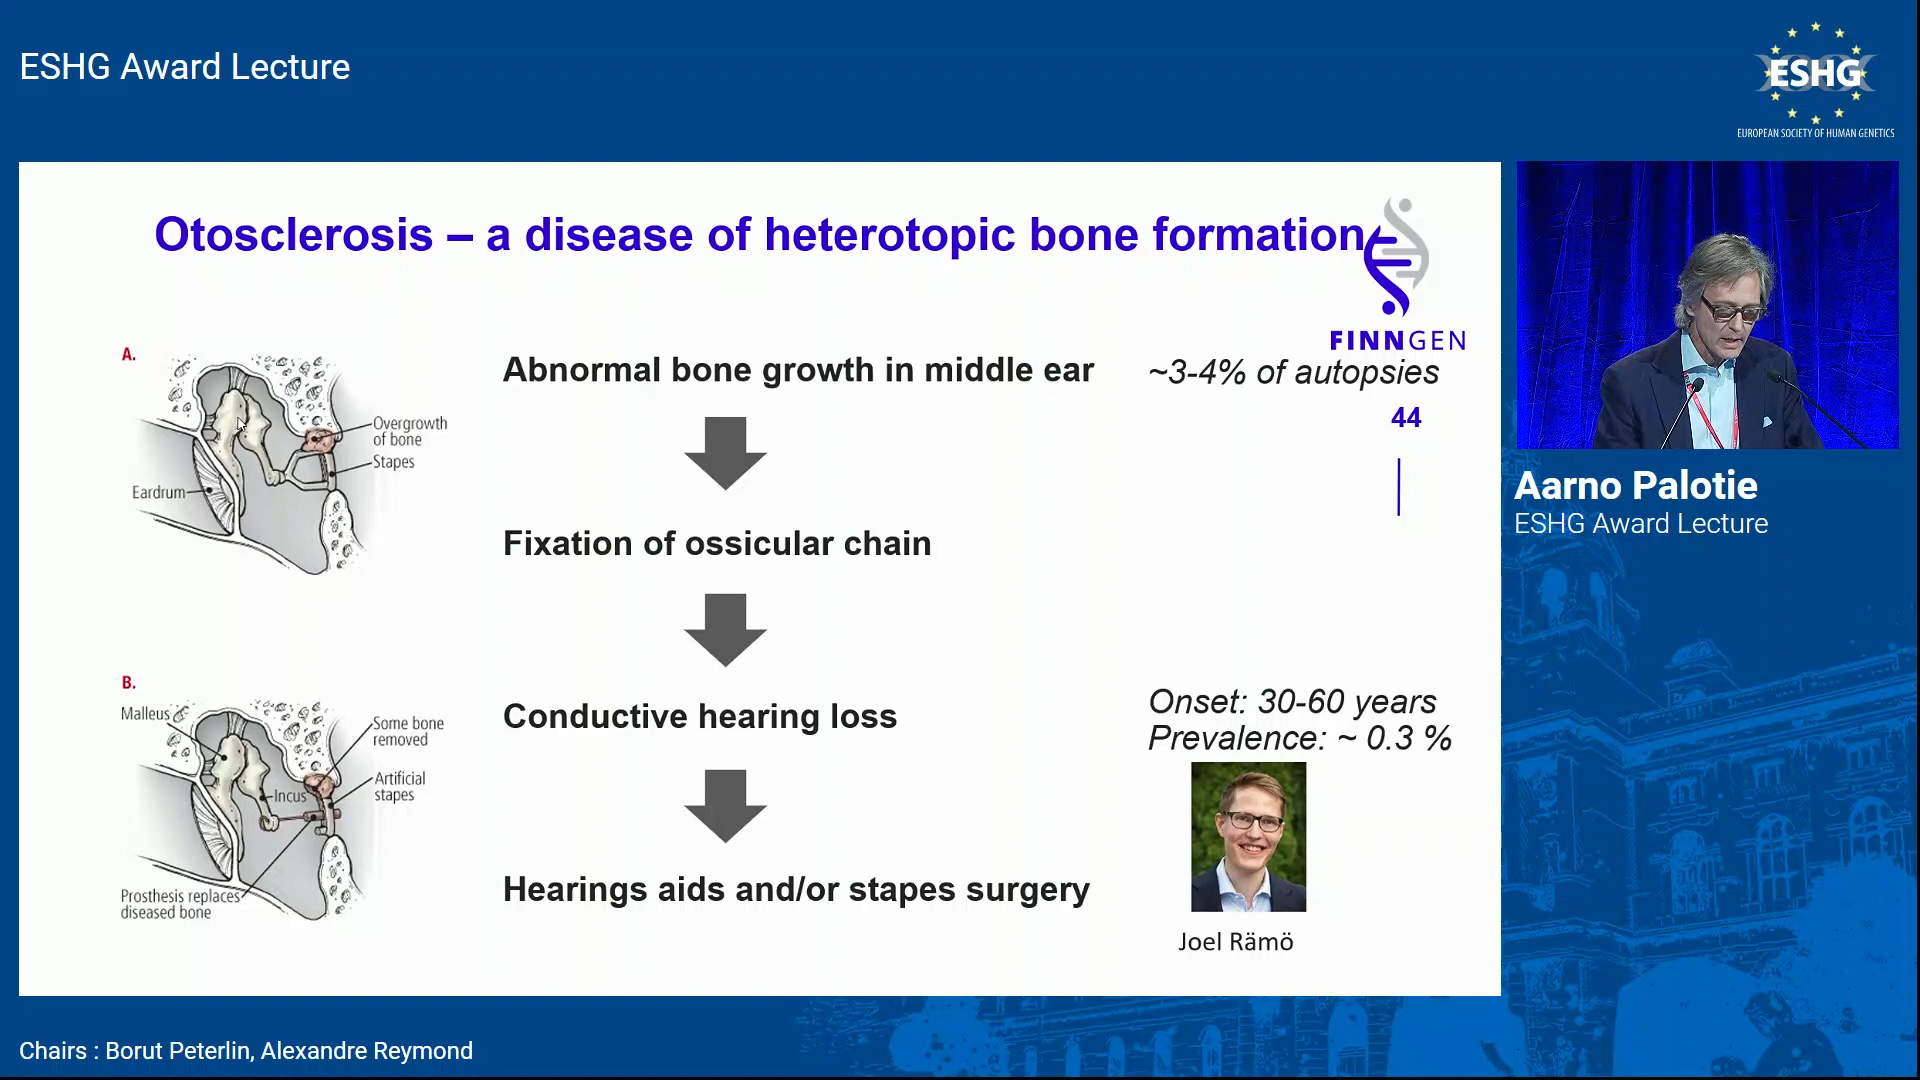 ESHG Award Lecture
ESHG
EUROPEAN SOCIETY OF HUMAN GENETICS
Otosclerosis – a disease of heterotopic bone formation
FINNGEN
A.
Overgrowth
of bone
Stapes
Eardrum
Abnormal bone growth in middle ear
~3-4% of autopsies
44
Fixation of ossicular chain
B.
Malleus
Some bone
removed
Artificial
stapes
Incus
Prosthesis replaces
diseased bone
Conductive hearing loss
Onset: 30-60 years
Prevalence: ~ 0.3 %
Hearings aids and/or stapes surgery
Joel Rämö
Aarno Palotie
ESHG Award Lecture
Chairs : Borut Peterlin, Alexandre Reymond